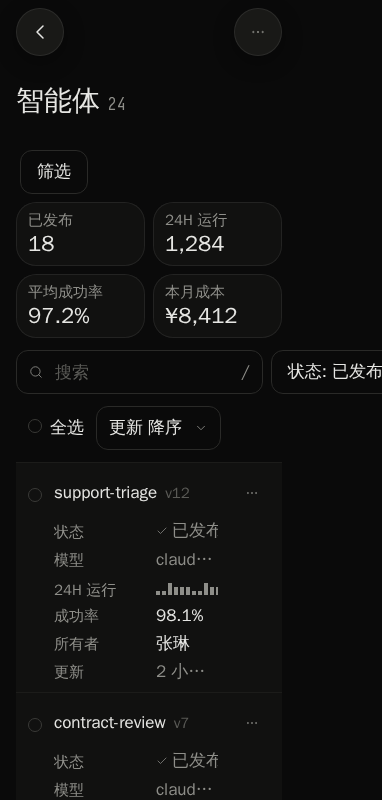 智能体 24
筛选
已发布
18
24H 运行
1,284
平均成功率
97.2%
本月成本
¥8,412
搜索 /
状态: 已发布
全选 更新 降序
support-triage v12 ···
状态 已发布
模型 claud···
24H 运行
成功率 98.1%
所有者 张琳
更新 2 小···
contract-review v7 ···
状态 已发布
模型 claud···